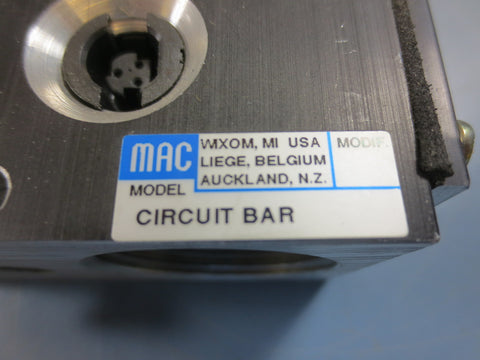 MAC
WIXOM, MI USA
LIEGE, BELGIUM
AUCKLAND, N.Z.
MODIF.
MODEL
CIRCUIT BAR